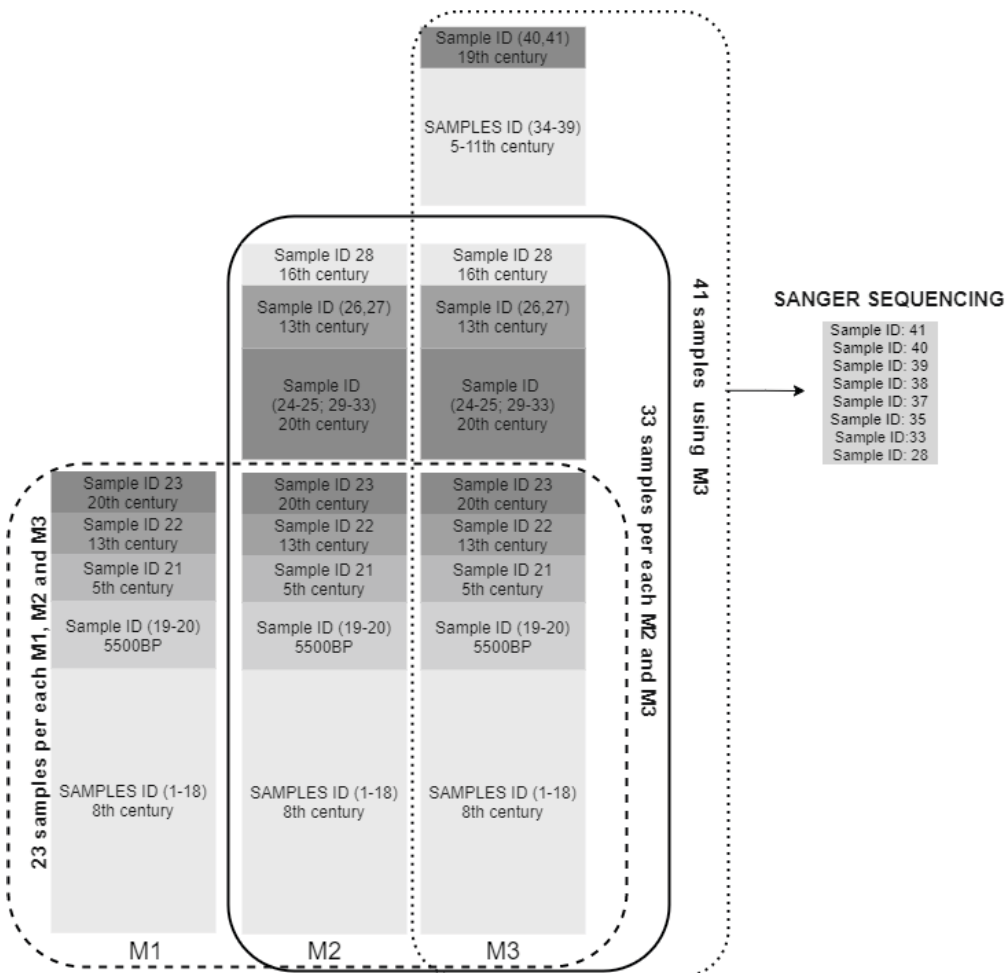 Sample ID (40,41)
19th century
SAMPLES ID (34-39)
5-11th century
Sample ID 28
16th century
Sample ID (26,27)
13th century
Sample ID
(24-25; 29-33)
20th century
Sample ID 28
16th century
Sample ID (26,27)
13th century
Sample ID
(24-25; 29-33)
20th century
Sample ID 23
20th century
Sample ID 22
13th century
Sample ID 21
5th century
Sample ID (19-20)
5500BP
SAMPLES ID (1-18)
8th century
Sample ID 23
20th century
Sample ID 22
13th century
Sample ID 21
5th century
Sample ID (19-20)
5500BP
SAMPLES ID (1-18)
8th century
Sample ID 23
20th century
Sample ID 22
13th century
Sample ID 21
5th century
Sample ID (19-20)
5500BP
SAMPLES ID (1-18)
8th century
M1
M2
M3
23 samples per each M1, M2 and M3
33 samples per each M2 and M3
41 samples using M3
SANGER SEQUENCING
Sample ID: 41
Sample ID: 40
Sample ID: 39
Sample ID: 38
Sample ID: 37
Sample ID: 35
Sample ID:33
Sample ID: 28